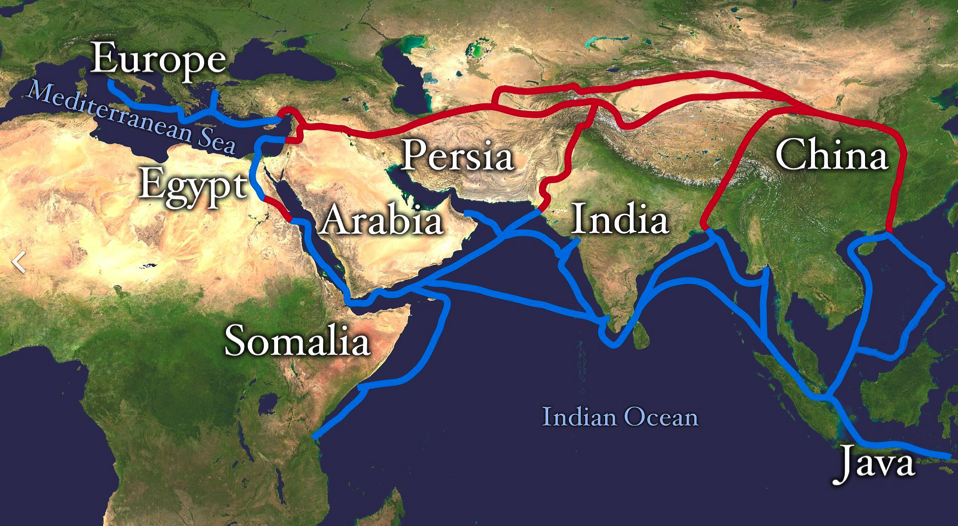 Europe
Mediterranean Sea
Persia
China
Egypt
Arabia
India
Somalia
Indian Ocean
Java